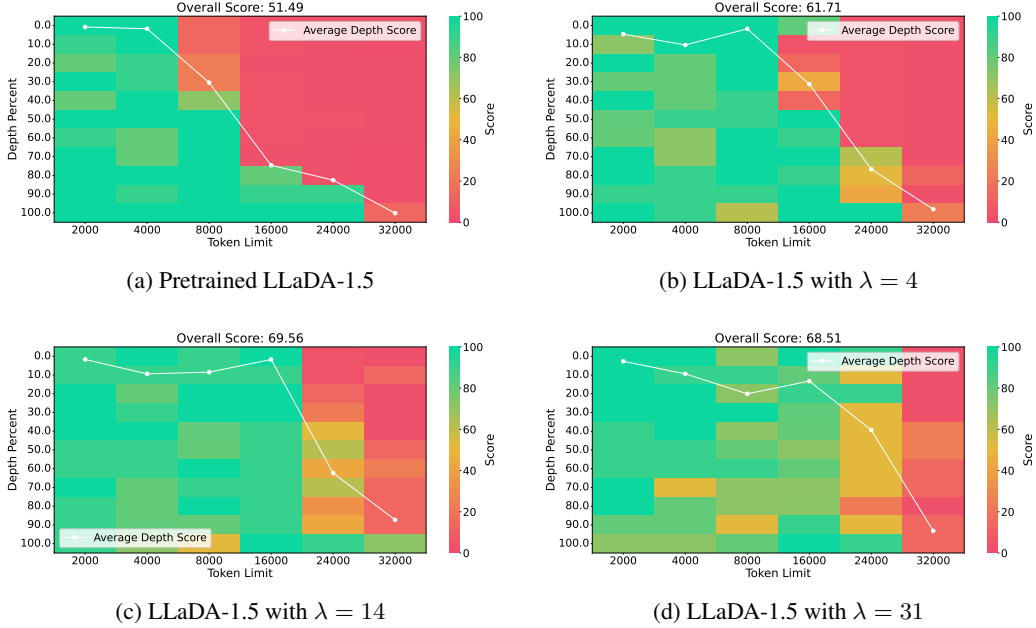 Overall Score: 51.49
Average Depth Score
Depth Percent
0.0
10.0
20.0
30.0
40.0
50.0
60.0
70.0
80.0
90.0
100.0
2000 4000 8000 16000 24000 32000
Token Limit
100
80
60
40
20
0
Score
(a) Pretrained LLaDA-1.5
Overall Score: 61.71
Average Depth Score
Depth Percent
0.0
10.0
20.0
30.0
40.0
50.0
60.0
70.0
80.0
90.0
100.0
2000 4000 8000 16000 24000 32000
Token Limit
100
80
60
40
20
0
Score
(b) LLaDA-1.5 with λ = 4
Overall Score: 69.56
Depth Percent
0.0
10.0
20.0
30.0
40.0
50.0
60.0
70.0
80.0
90.0
100.0
Average Depth Score
2000 4000 8000 16000 24000 32000
Token Limit
100
80
60
40
20
0
Score
(c) LLaDA-1.5 with λ = 14
Overall Score: 68.51
Average Depth Score
Depth Percent
0.0
10.0
20.0
30.0
40.0
50.0
60.0
70.0
80.0
90.0
100.0
2000 4000 8000 16000 24000 32000
Token Limit
100
80
60
40
20
0
Score
(d) LLaDA-1.5 with λ = 31